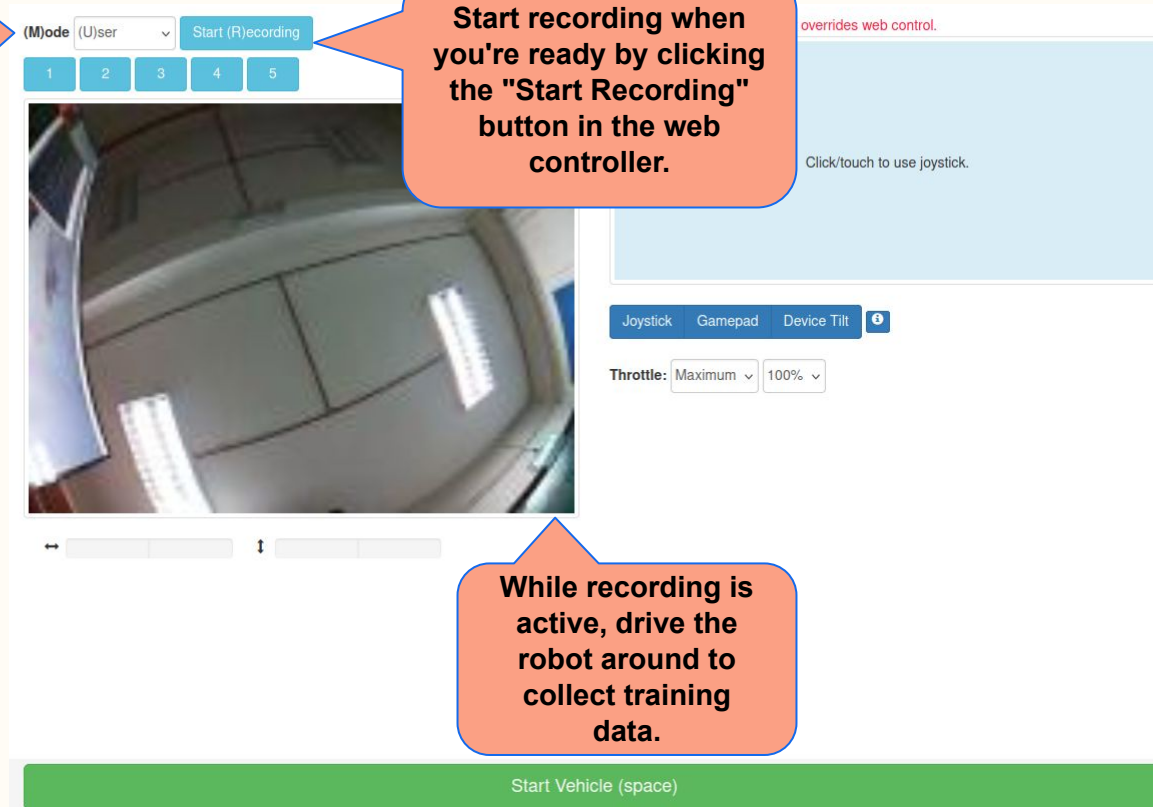 (M)ode (U)ser Start (R)ecording
1 2 3 4 5
Start recording when
you're ready by clicking
the "Start Recording"
button in the web
controller.
overrides web control.
Click/touch to use joystick.
Joystick Gamepad Device Tilt
Throttle: Maximum 100%
While recording is
active, drive the
robot around to
collect training
data.
Start Vehicle (space)